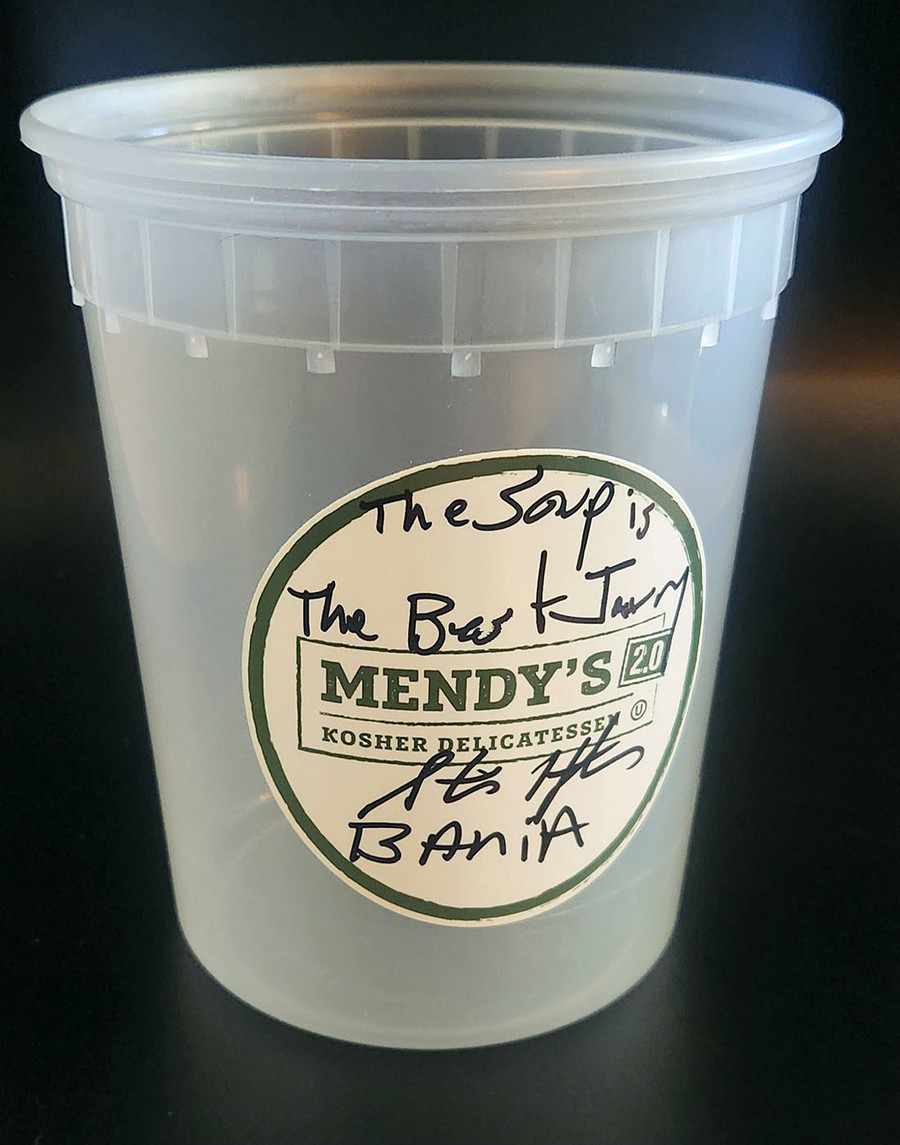 The Soup is
The Best Jerry
MENDY'S 2.0
KOSHER DELICATESSEN U
BANiA